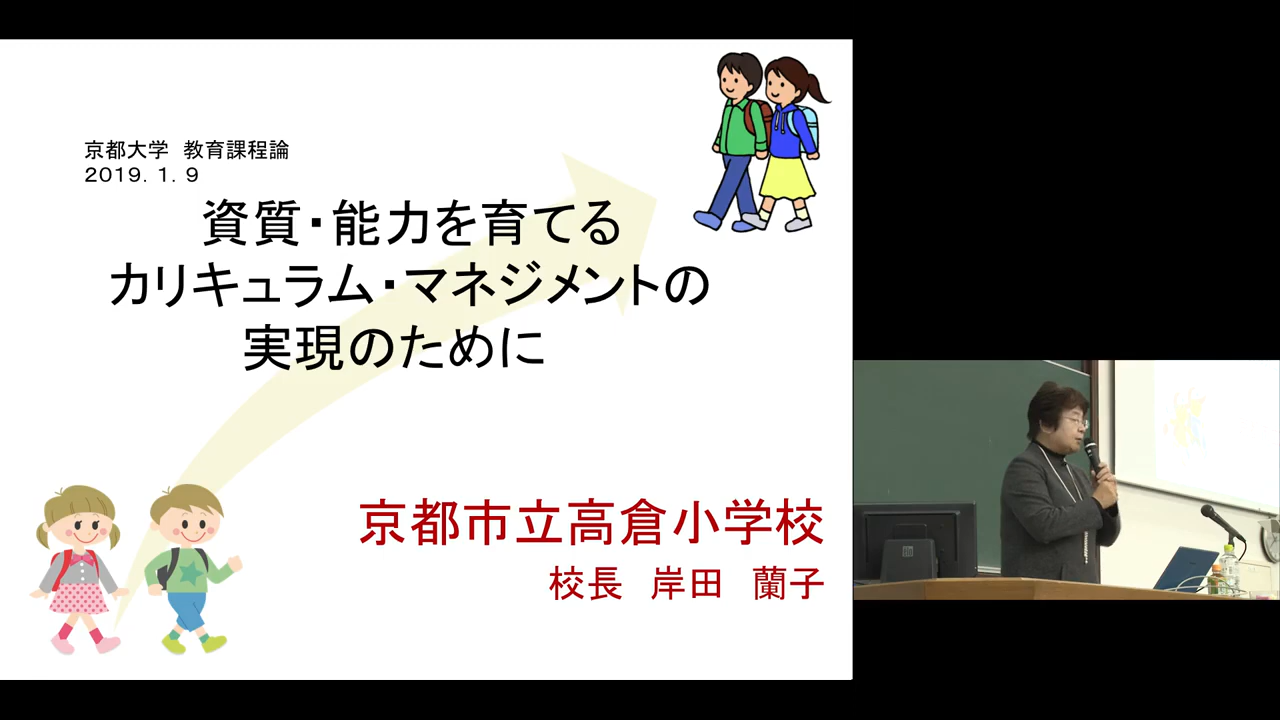 京都大学　教育課程論
２０１９．１．９
資質・能力を育てる
カリキュラム・マネジメントの
実現のために
京都市立高倉小学校
校長　岸田　蘭子